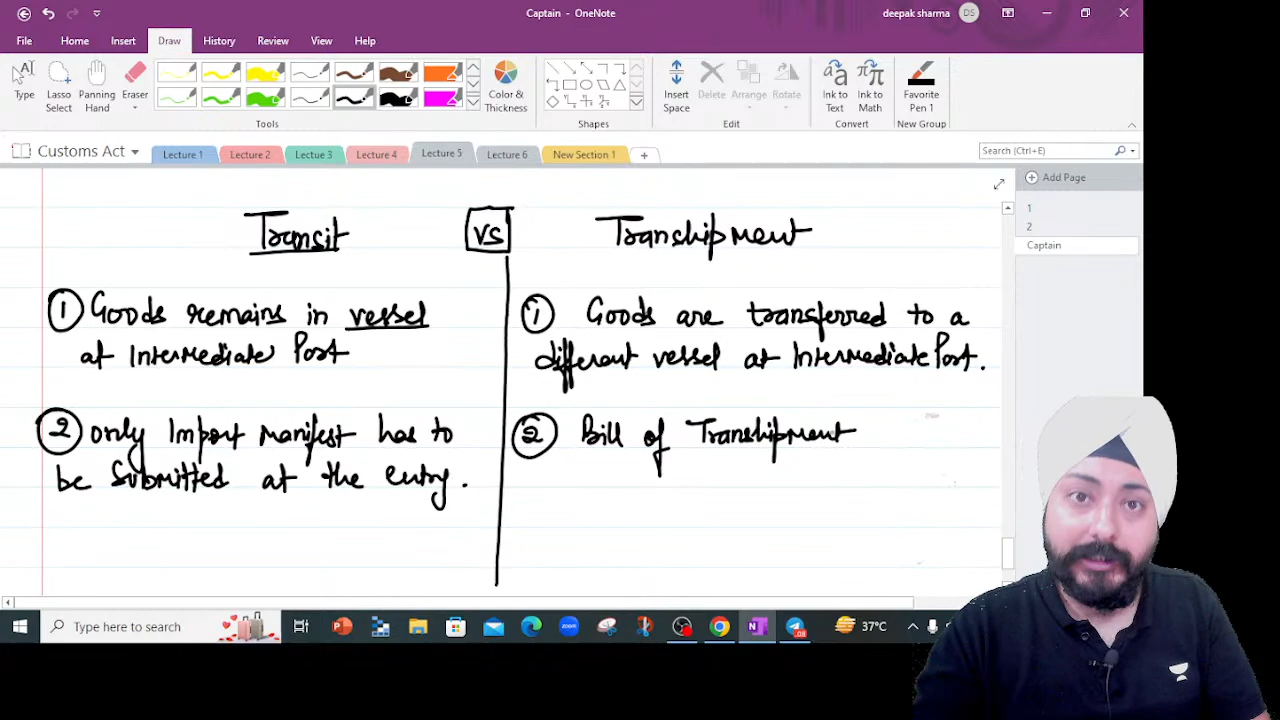 Captain - OneNote
deepak sharma DS
File Home Insert Draw History Review View Help
Type
Lasso Select
Panning Hand
Eraser
Color & Thickness
Insert Space
Delete
Arrange
Rotate
Ink to Text
Ink to Math
Favorite Pen 1
Tools
Shapes
Edit
Convert
New Group
Customs Act
Lecture 1 Lecture 2 Lectue 3 Lecture 4 Lecture 5 Lecture 6 New Section 1 +
Search (Ctrl+E)
Add Page
1
2
Captain
Transit vs Transhipment
① Goods remains in vessel
at Intermediate Port
② only Import manifest has to
be submitted at the entry.
① Goods are transferred to a
different vessel at Intermediate Port.
② Bill of Transhipment
Type here to search
37°C